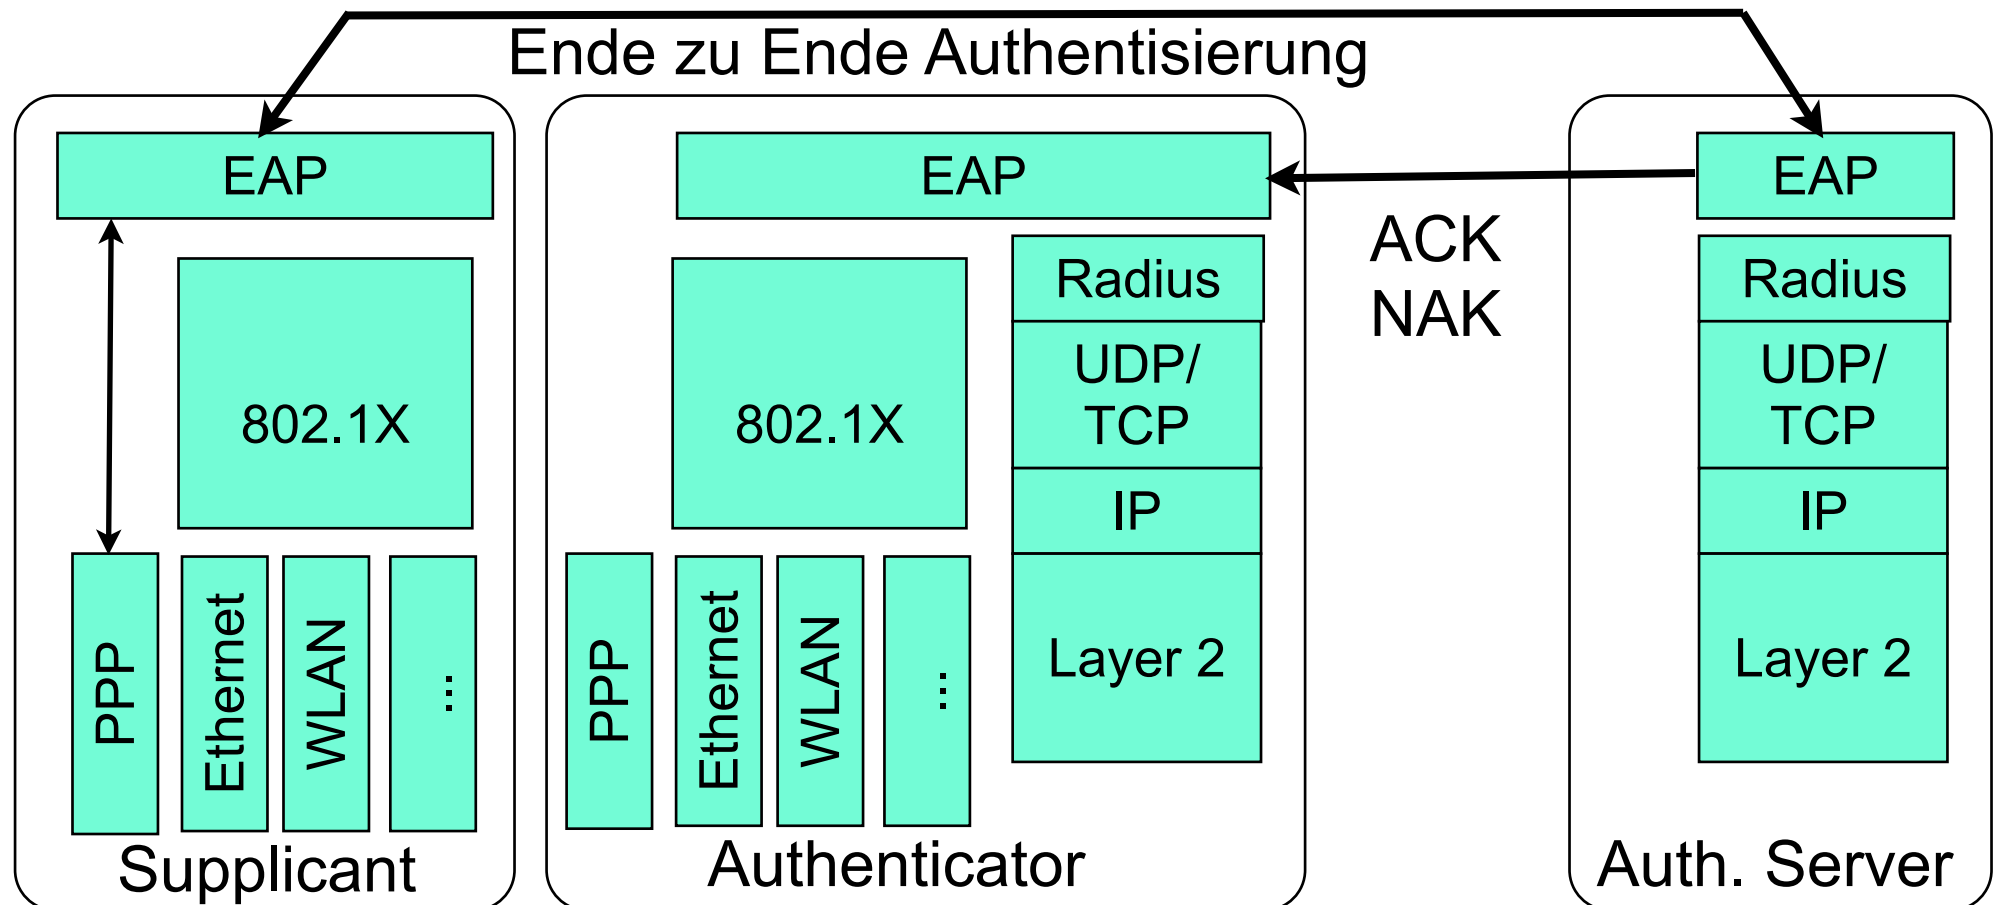 Ende zu Ende Authentisierung
EAP
802.1X
PPP
Ethernet
WLAN
...
Supplicant
EAP
802.1X
Radius
UDP/
TCP
IP
Layer 2
PPP
Ethernet
WLAN
...
Authenticator
ACK
NAK
EAP
Radius
UDP/
TCP
IP
Layer 2
Auth. Server